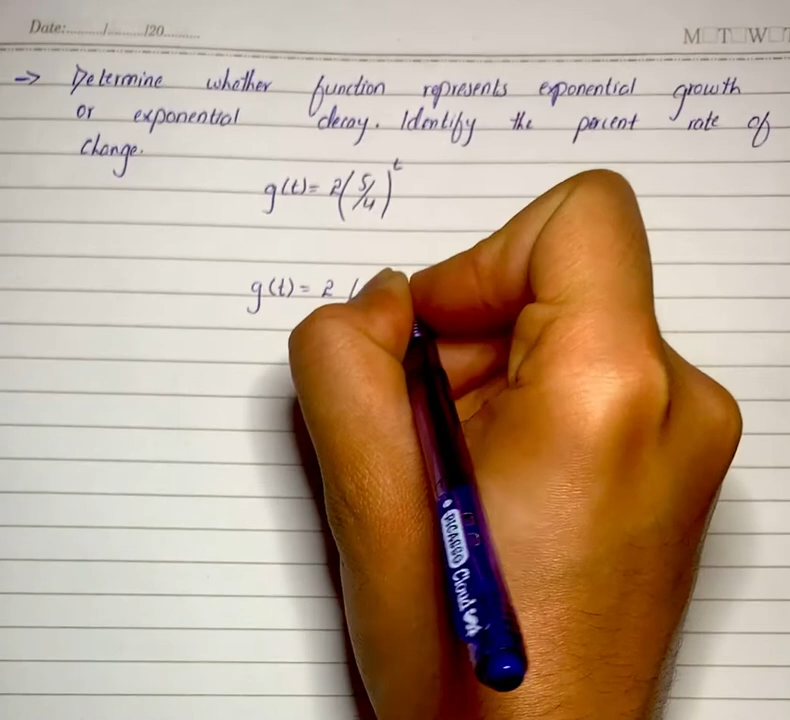 Date:........./........../20..........
M T W T
→ Determine whether function represents exponential growth
or exponential decay. Identify the percent rate of
change.
g(t)= 2(5/4)^t
g(t)= 2 (
PICASSO Cloud